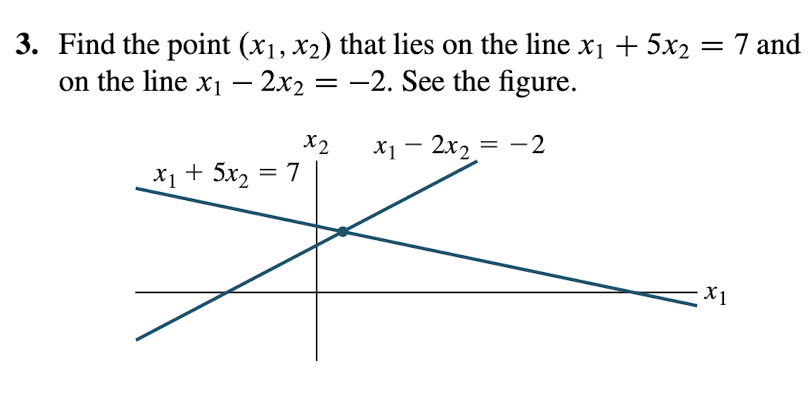 3. Find the point (x₁, x₂) that lies on the line x₁ + 5x₂ = 7 and
on the line x₁ − 2x₂ = −2. See the figure.
x₂
x₁ − 2x₂ = −2
x₁ + 5x₂ = 7
x₁